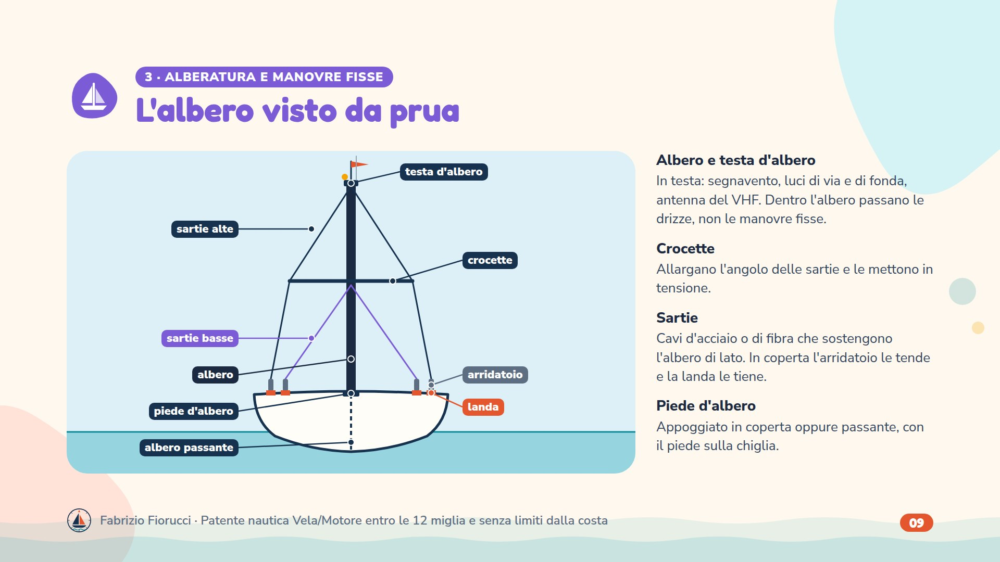 3 · ALBERATURA E MANOVRE FISSE
L'albero visto da prua
testa d'albero
sartie alte
crocette
sartie basse
albero
arridatoio
piede d'albero
landa
albero passante
Albero e testa d'albero
In testa: segnavento, luci di via e di fonda,
antenna del VHF. Dentro l'albero passano le
drizze, non le manovre fisse.
Crocette
Allargano l'angolo delle sartie e le mettono in
tensione.
Sartie
Cavi d'acciaio o di fibra che sostengono
l'albero di lato. In coperta l'arridatoio le tende
e la landa le tiene.
Piede d'albero
Appoggiato in coperta oppure passante, con
il piede sulla chiglia.
Fabrizio Fiorucci · Patente nautica Vela/Motore entro le 12 miglia e senza limiti dalla costa
09